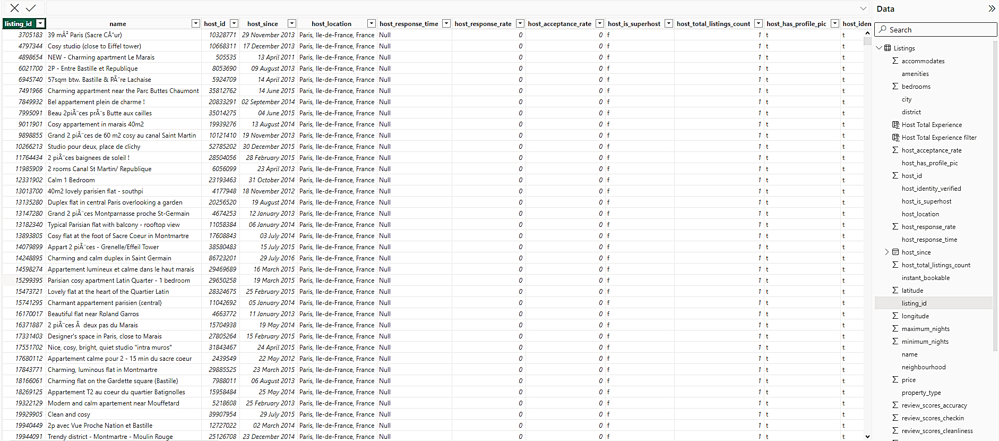 Data
listing_id name host_id host_since host_location host_response_time host_response_rate host_acceptance_rate host_is_superhost host_total_listings_count host_has_profile_pic host_iden
3705183 39 mÂ² Paris (Sacre CÅ“ur) 10328771 29 November 2013 Paris, Ile-de-France, France Null 0 0 f 1 t t
4797344 Cosy studio (close to Eiffel tower) 10668311 17 December 2013 Paris, Ile-de-France, France Null 0 0 f 1 t t
4898654 NEW - Charming apartment Le Marais 505535 13 April 2011 Paris, Ile-de-France, France Null 0 0 f 1 t t
6021700 2P - Entre Bastille et Republique 8053690 09 August 2013 Paris, Ile-de-France, France Null 0 0 f 1 t t
6945740 57sqm btw. Bastille & PÃ¨re Lachaise 5924709 14 April 2013 Paris, Ile-de-France, France Null 0 0 f 1 t t
7491966 Charming appartment near the Parc Buttes Chaumont 35812762 14 June 2015 Paris, Ile-de-France, France Null 0 0 f 1 t t
7849932 Bel appartement plein de charme ! 20833291 02 September 2014 Paris, Ile-de-France, France Null 0 0 f 1 t t
7995091 Beau 2piÃ¨ces prÃ¨s Butte aux cailles 35014275 04 June 2015 Paris, Ile-de-France, France Null 0 0 f 1 t t
9011901 Cosy appartement in marais 40m2 19939276 13 August 2014 Paris, Ile-de-France, France Null 0 0 f 1 t t
9898855 Grand 2 piÃ¨ces de 60 m2 cosy au canal Saint Martin 10121410 19 November 2013 Paris, Ile-de-France, France Null 0 0 f 1 t t
10266213 Studio pour deux, place de clichy 52785202 30 December 2015 Paris, Ile-de-France, France Null 0 0 f 1 t t
11764434 2 piÃ¨ces baignees de soleil ! 28504056 28 February 2015 Paris, Ile-de-France, France Null 0 0 f 1 t t
11985909 2 rooms Canal St Martin/ Republique 6056099 23 April 2013 Paris, Ile-de-France, France Null 0 0 f 1 t t
12331902 Calm 1 Bedroom 23193463 31 October 2014 Paris, Ile-de-France, France Null 0 0 f 1 t t
13013700 40m2 lovely parisien flat - southpi 4177948 18 November 2012 Paris, Ile-de-France, France Null 0 0 f 1 t t
13135280 Duplex flat in central Paris overlooking a garden 20256520 19 August 2014 Paris, Ile-de-France, France Null 0 0 f 1 t t
13147280 Grand 2 piÃ¨ces Montparnasse proche St-Germain 4674253 12 January 2013 Paris, Ile-de-France, France Null 0 0 f 1 t t
13182340 Typical Parisian flat with balcony - rooftop view 11058384 06 January 2014 Paris, Ile-de-France, France Null 0 0 f 1 t t
13893805 Cosy flat at the foot of Sacre Coeur in Montmartre 17608843 03 July 2014 Paris, Ile-de-France, France Null 0 0 f 1 t t
14079899 Appart 2 piÃ¨ces - Grenelle/Effeil Tower 38580483 15 July 2015 Paris, Ile-de-France, France Null 0 0 f 1 t t
14248895 Charming and calm duplex in Saint Germain 86723201 29 July 2016 Paris, Ile-de-France, France Null 0 0 f 1 t t
14598274 Appartement lumineux et calme dans le haut marais 29469689 16 March 2015 Paris, Ile-de-France, France Null 0 0 f 1 t t
15299395 Parisian cosy apartment Latin Quarter - 1 bedroom 29650258 19 March 2015 Paris, Ile-de-France, France Null 0 0 f 1 t t
15473721 Lovely flat at the heart of the Quartier Latin 28324675 25 February 2015 Paris, Ile-de-France, France Null 0 0 f 1 t t
15741295 Charmant appartement parisien (central) 11042692 05 January 2014 Paris, Ile-de-France, France Null 0 0 f 1 t t
16170017 Beautiful flat near Roland Garros 4663772 11 January 2013 Paris, Ile-de-France, France Null 0 0 f 1 t t
16371887 2 piÃ¨ces Ã  deux pas du Marais 15704938 19 May 2014 Paris, Ile-de-France, France Null 0 0 f 1 t t
17331403 Designer's space in Paris, close to Marais 27805264 15 February 2015 Paris, Ile-de-France, France Null 0 0 f 1 t t
17551702 Nice, cosy, bright, quiet studio "intra muros" 31843467 24 April 2015 Paris, Ile-de-France, France Null 0 0 f 1 t t
17680112 Appartement calme pour 2 - 15 min du sacre coeur 2439549 22 May 2012 Paris, Ile-de-France, France Null 0 0 f 1 t t
17843771 Charming, luminous flat in Montmartre 29885525 23 March 2015 Paris, Ile-de-France, France Null 0 0 f 1 t t
18166061 Charming flat on the Gardette square (Bastille) 7988011 06 August 2013 Paris, Ile-de-France, France Null 0 0 f 1 t t
18269125 Appartement T2 au coeur du quartier Batignolles 15958484 25 May 2014 Paris, Ile-de-France, France Null 0 0 f 1 t t
19322129 Modern and calm apartement near Mouffetard 5218608 25 February 2013 Paris, Ile-de-France, France Null 0 0 f 1 t t
19929905 Clean and cosy 39907954 29 July 2015 Paris, Ile-de-France, France Null 0 0 f 1 t t
19940449 2p avec Vue Proche Nation et Bastille 12727022 02 March 2014 Paris, Ile-de-France, France Null 0 0 f 1 t t
19944091 Trendy district - Montmartre - Moulin Rouge 25126708 23 December 2014 Paris, Ile-de-France, France Null 0 0 f 1 t t
Search
Listings
accommodates
amenities
bedrooms
city
district
Host Total Experience
Host Total Experience filter
host_acceptance_rate
host_has_profile_pic
host_id
host_identity_verified
host_is_superhost
host_location
host_response_rate
host_response_time
host_since
host_total_listings_count
instant_bookable
latitude
listing_id
longitude
maximum_nights
minimum_nights
name
neighbourhood
price
property_type
review_scores_accuracy
review_scores_checkin
review_scores_cleanliness